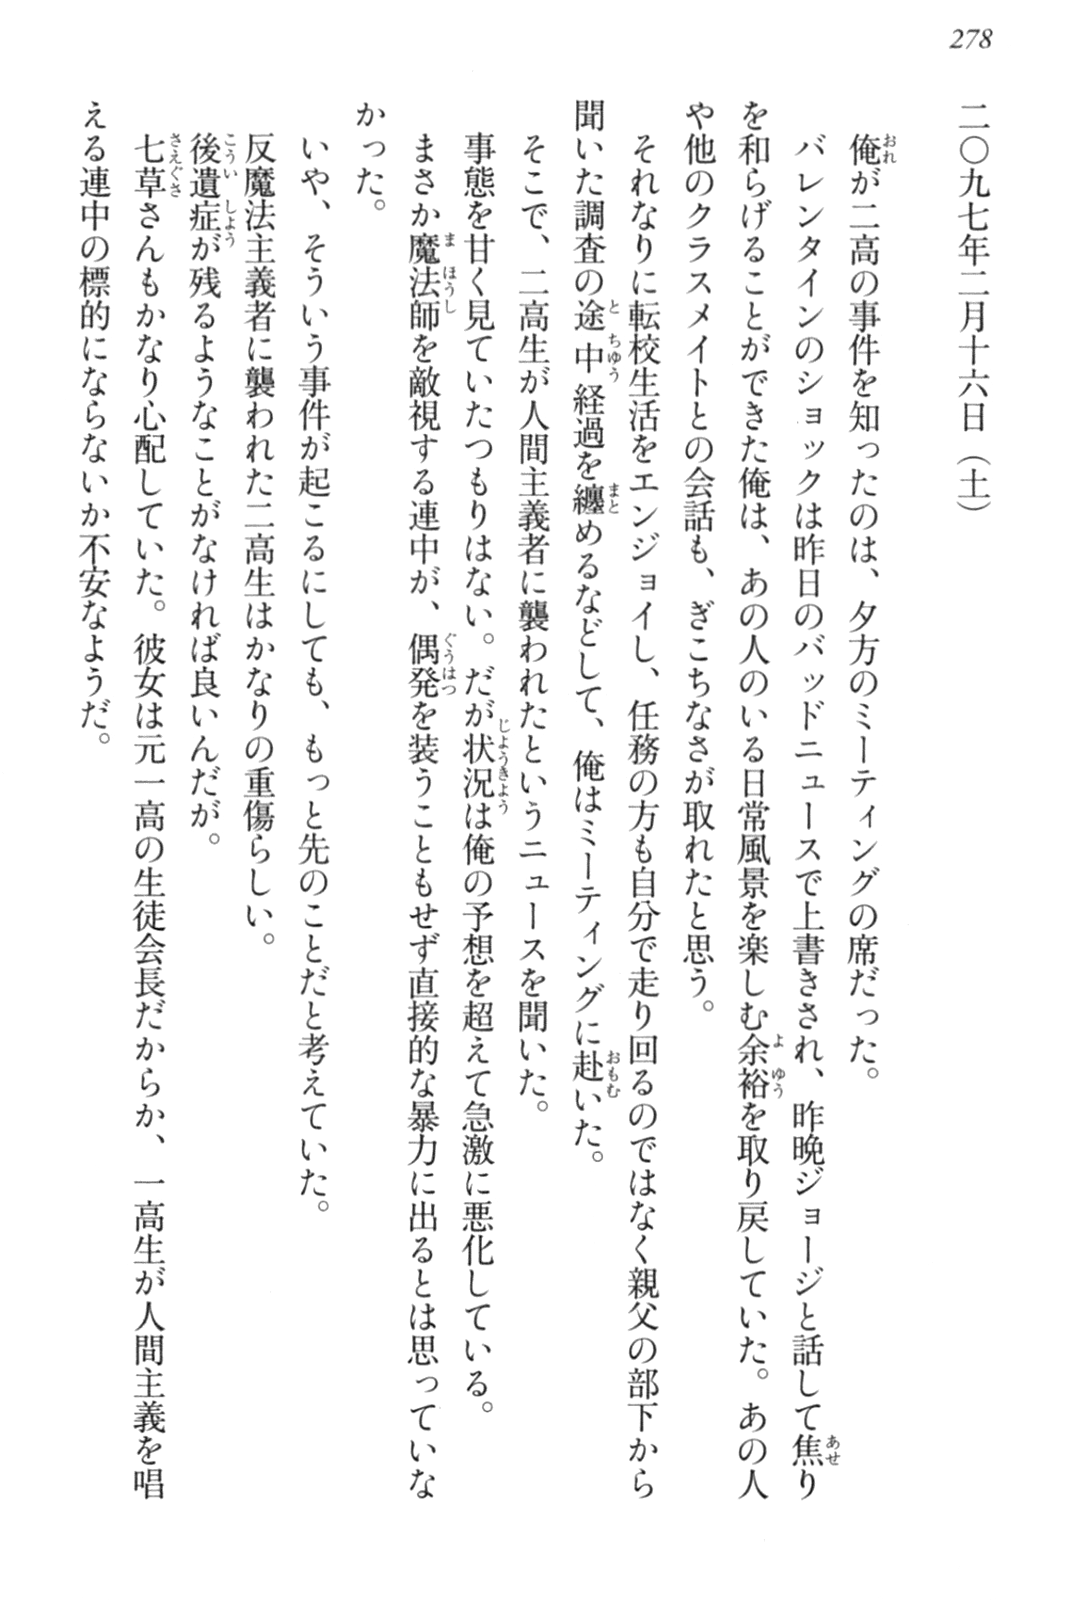 278
二〇九七年二月十六日（土）
俺が二高の事件を知ったのは、夕方のミーティングの席だった。
バレンタインのショックは昨日のバッドニュースで上書きされ、昨晩ジョージと話して焦り
を和らげることができた俺は、あの人のいる日常風景を楽しむ余裕を取り戻していた。あの人
や他のクラスメイトとの会話も、ぎこちなさが取れたと思う。
それなりに転校生活をエンジョイし、任務の方も自分で走り回るのではなく親父の部下から
聞いた調査の途中経過を纏めるなどして、俺はミーティングに赴いた。
そこで、二高生が人間主義者に襲われたというニュースを聞いた。
事態を甘く見ていたつもりはない。だが状況は俺の予想を超えて急激に悪化している。
まさか魔法師を敵視する連中が、偶発を装うこともせず直接的な暴力に出るとは思っていな
かった。
いや、そういう事件が起こるにしても、もっと先のことだと考えていた。
反魔法主義者に襲われた二高生はかなりの重傷らしい。
後遺症が残るようなことがなければ良いんだが。
七草さんもかなり心配していた。彼女は元一高の生徒会長だからか、一高生が人間主義を唱
える連中の標的にならないか不安なようだ。